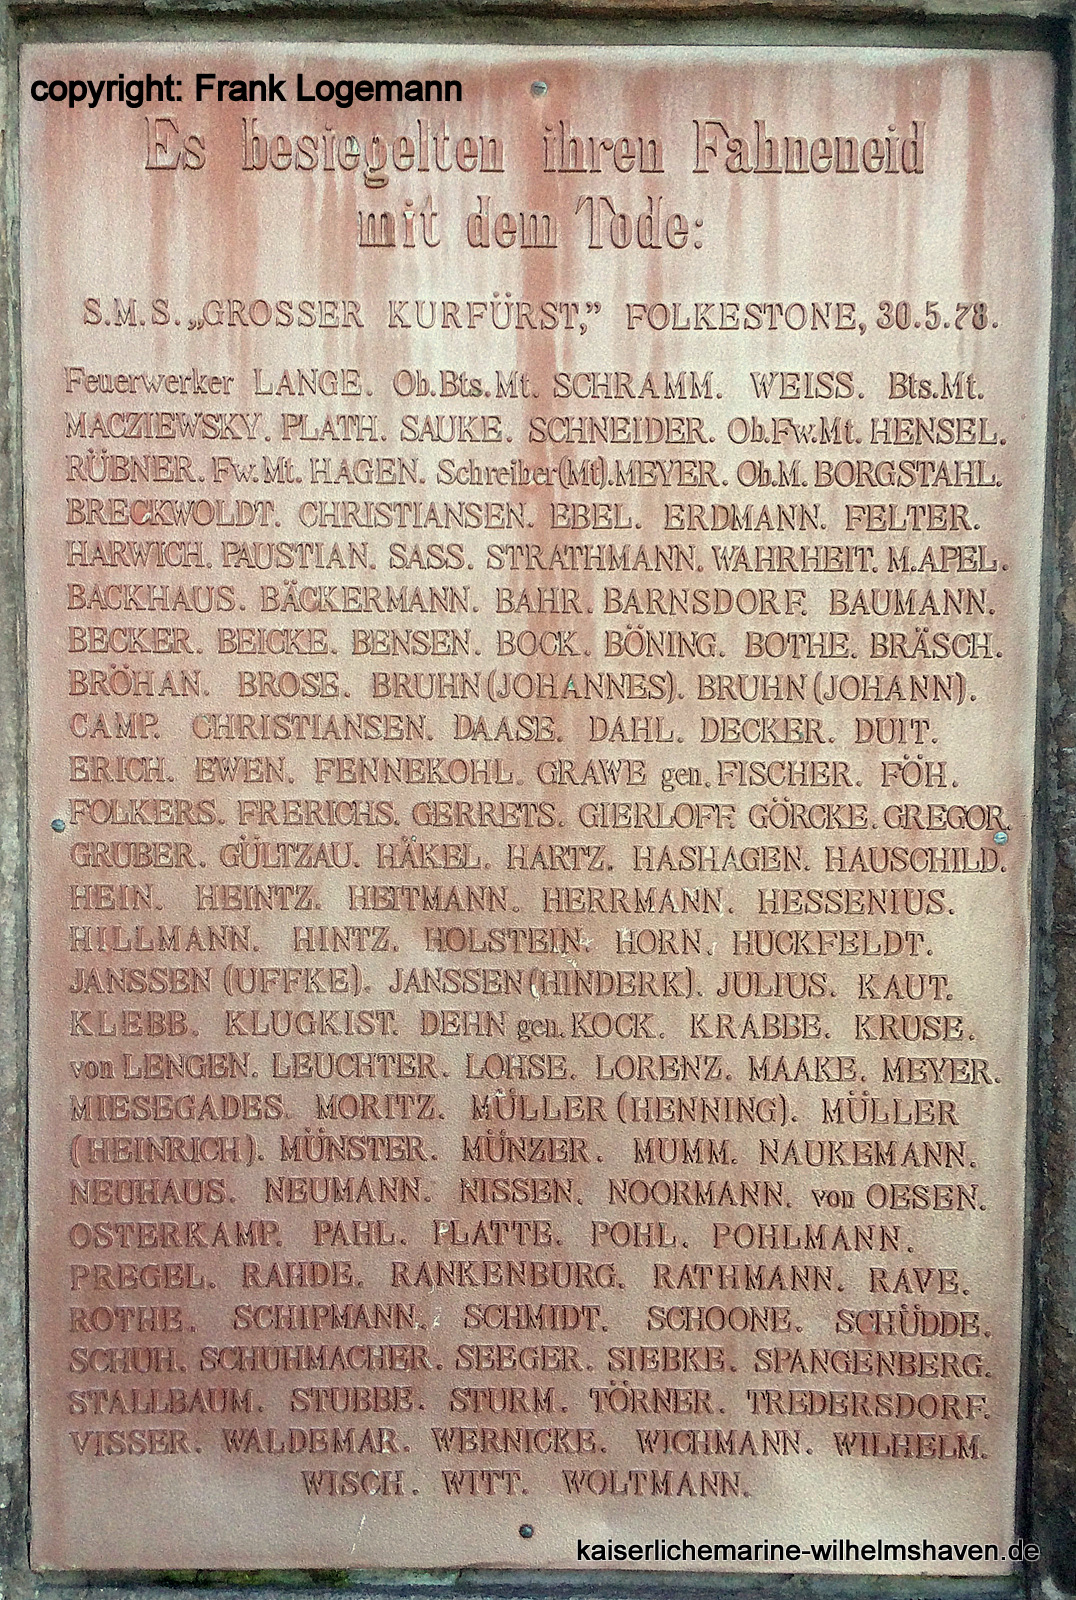 copyright: Frank Logemann
Es besiegelten ihren Fahneneid
mit dem Tode:
S.M.S. „GROSSER KURFÜRST,” FOLKESTONE, 30.5.78.
Feuerwerker LANGE. Ob.Bts.Mt. SCHRAMM. WEISS. Bts.Mt.
MACZIEWSKY. PLATH. SAUKE. SCHNEIDER. Ob.Fw.Mt. HENSEL.
RÜBNER. Fw.Mt. HAGEN. Schreiber(Mt).MEYER. Ob.M. BORGSTAHL.
BRECKWOLDT. CHRISTIANSEN. EBEL. ERDMANN. FELTER.
HARWICH. PAUSTIAN. SASS. STRATHMANN. WAHRHEIT. M.APEL.
BACKHAUS. BÄCKERMANN. BAHR. BARNSDORF. BAUMANN.
BECKER. BEICKE. BENSEN. BOCK. BÖNING. BOTHE. BRÄSCH.
BRÖHAN. BROSE. BRUHN (JOHANNES). BRUHN (JOHANN).
CAMP. CHRISTIANSEN. DAASE. DAHL. DECKER. DUIT.
ERICH. EWEN. FENNEKOHL. GRAWE gen. FISCHER. FÖH.
FOLKERS. FRERICHS. GERRETS. GIERLOFF. GÖRCKE. GREGOR.
GRUBER. GÜLTZAU. HÄKEL. HARTZ. HASHAGEN. HAUSCHILD.
HEIN. HEINTZ. HEITMANN. HERRMANN. HESSENIUS.
HILLMANN. HINTZ. HOLSTEIN. HORN. HUCKFELDT.
JANSSEN (UFFKE). JANSSEN (HINDERK). JULIUS. KAUT.
KLEBB. KLUGKIST. DEHN gen. KOCK. KRABBE. KRUSE.
von LENGEN. LEUCHTER. LOHSE. LORENZ. MAAKE. MEYER.
MIESEGADES. MORITZ. MÜLLER (HENNING). MÜLLER
(HEINRICH). MÜNSTER. MÜNZER. MUMM. NAUKEMANN.
NEUHAUS. NEUMANN. NISSEN. NOORMANN. von OESEN.
OSTERKAMP. PAHL. PLATTE. POHL. POHLMANN.
PREGEL. RAHDE. RANKENBURG. RATHMANN. RAVE.
ROTHE. SCHIPMANN. SCHMIDT. SCHOONE. SCHÜDDE.
SCHUH. SCHUHMACHER. SEEGER. SIEBKE. SPANGENBERG.
STALLBAUM. STUBBE. STURM. TÖRNER. TREDERSDORF.
VISSER. WALDEMAR. WERNICKE. WICHMANN. WILHELM.
WISCH. WITT. WOLTMANN.
kaiserlichemarine-wilhelmshaven.de